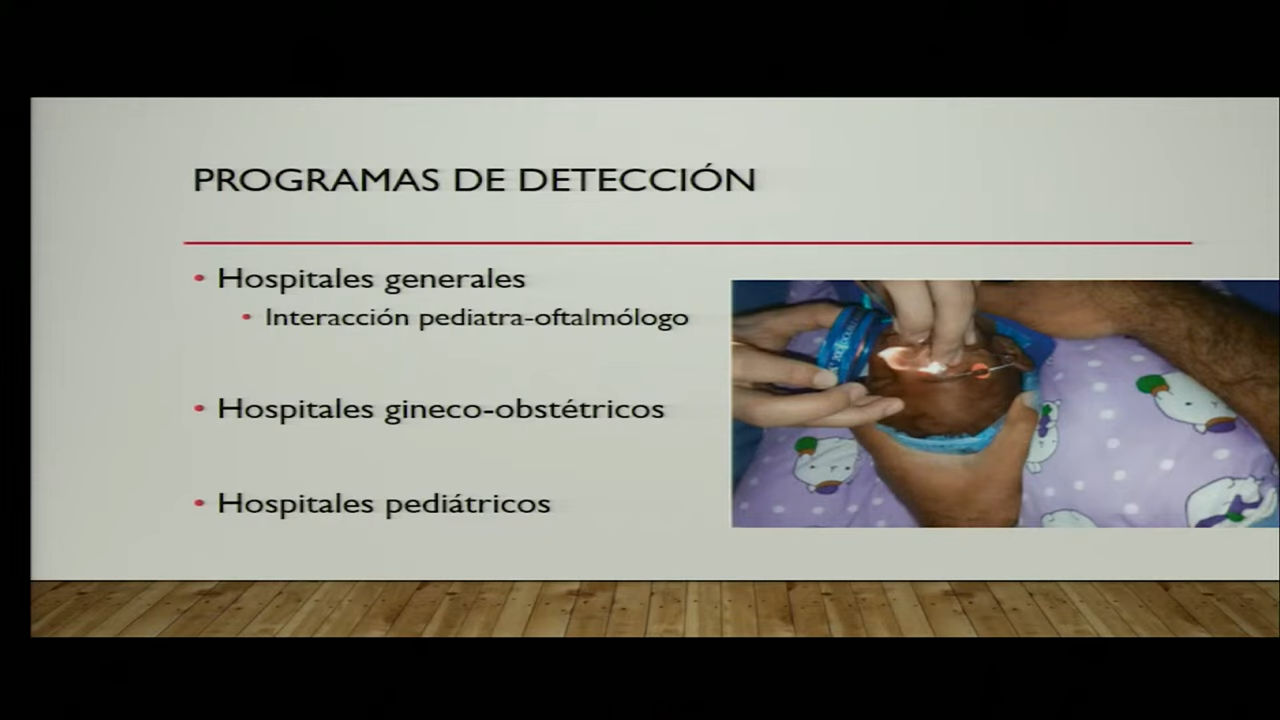 PROGRAMAS DE DETECCIÓN
• Hospitales generales
• Interacción pediatra-oftalmólogo
• Hospitales gineco-obstétricos
• Hospitales pediátricos